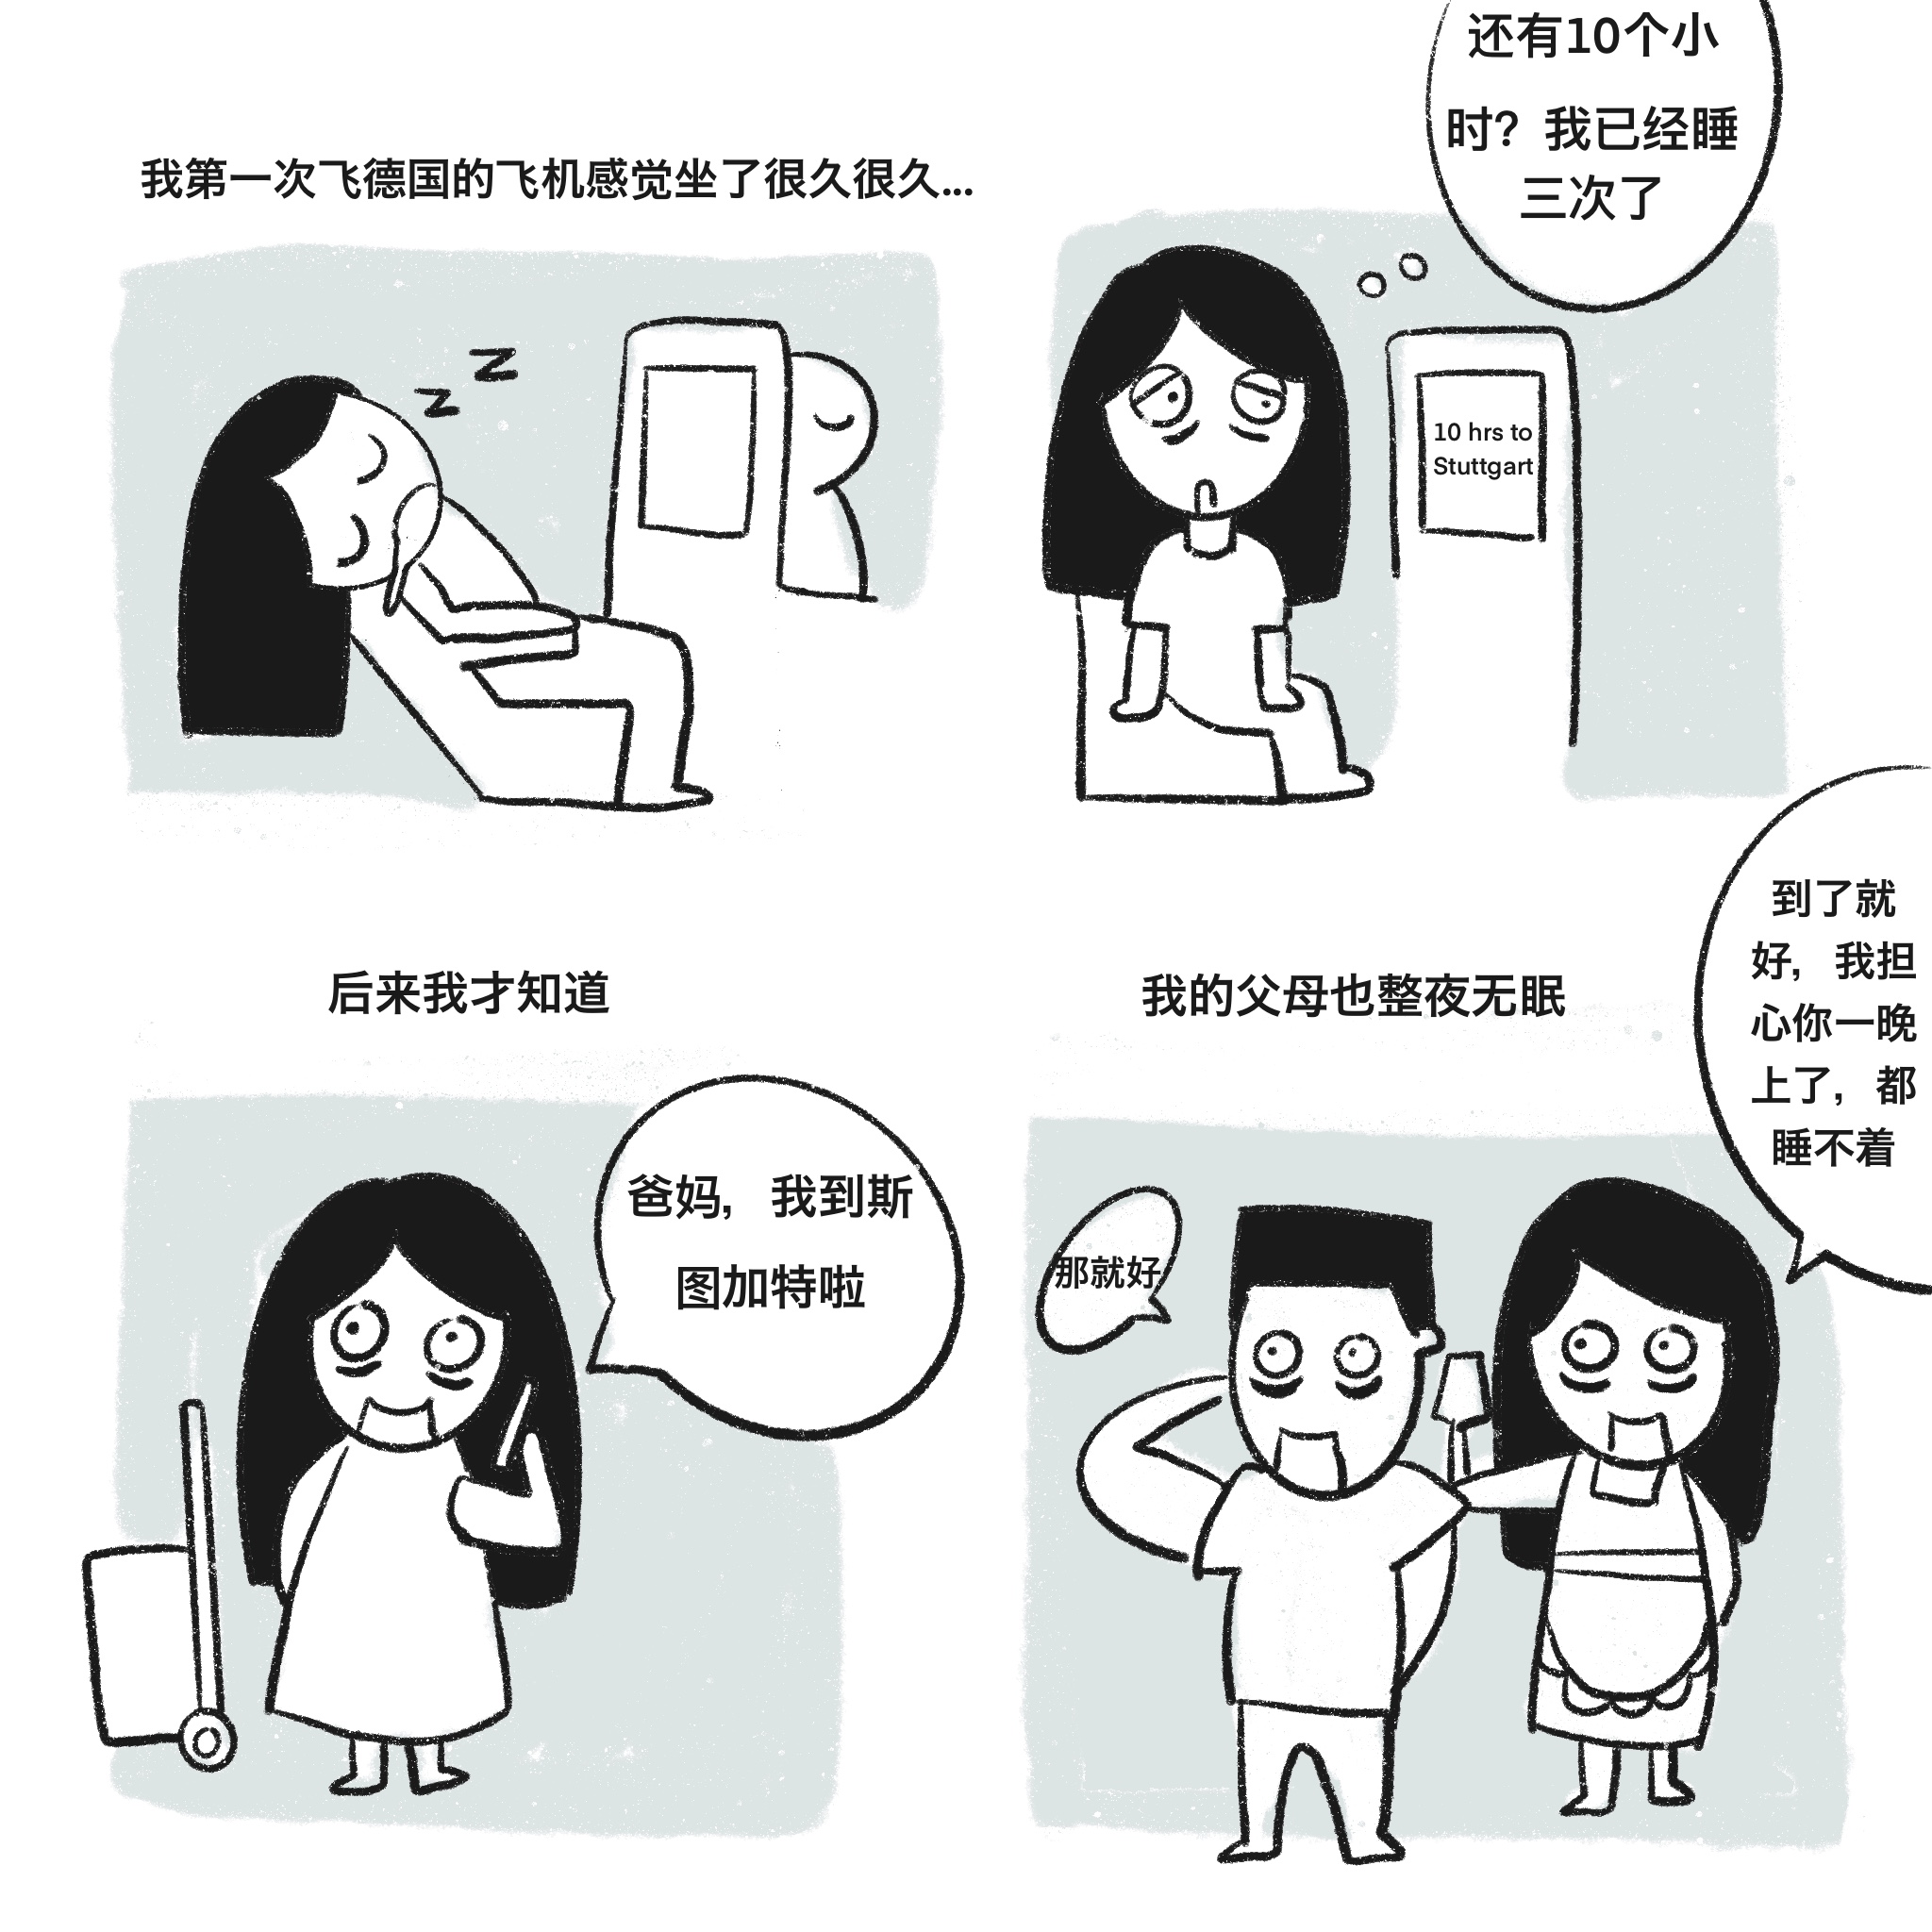 我第一次飞德国的飞机感觉坐了很久很久...
z
z
还有10个小
时？我已经睡
三次了
10 hrs to
Stuttgart
后来我才知道
爸妈，我到斯
图加特啦
我的父母也整夜无眠
那就好
到了就
好，我担
心你一晚
上了，都
睡不着